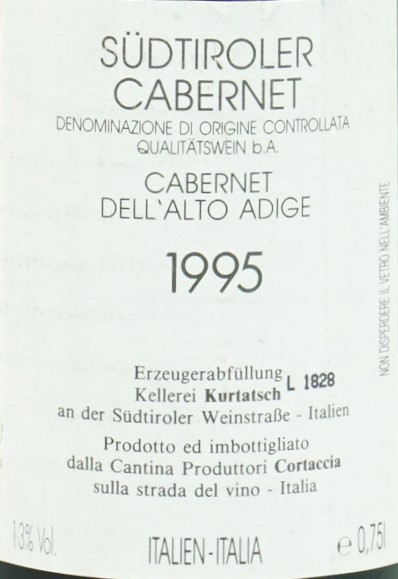 SÜDTIROLER
CABERNET
DENOMINAZIONE DI ORIGINE CONTROLLATA
QUALITÄTSWEIN b.A.
CABERNET
DELL'ALTO ADIGE
1995
NON DISPERDERE IL VETRO NELL'AMBIENTE
Erzeugerabfüllung
Kellerei Kurtatsch L 1828
an der Südtiroler Weinstraße - Italien
Prodotto ed imbottigliato
dalla Cantina Produttori Cortaccia
sulla strada del vino - Italia
13% Vol. ITALIEN-ITALIA e 0,75l